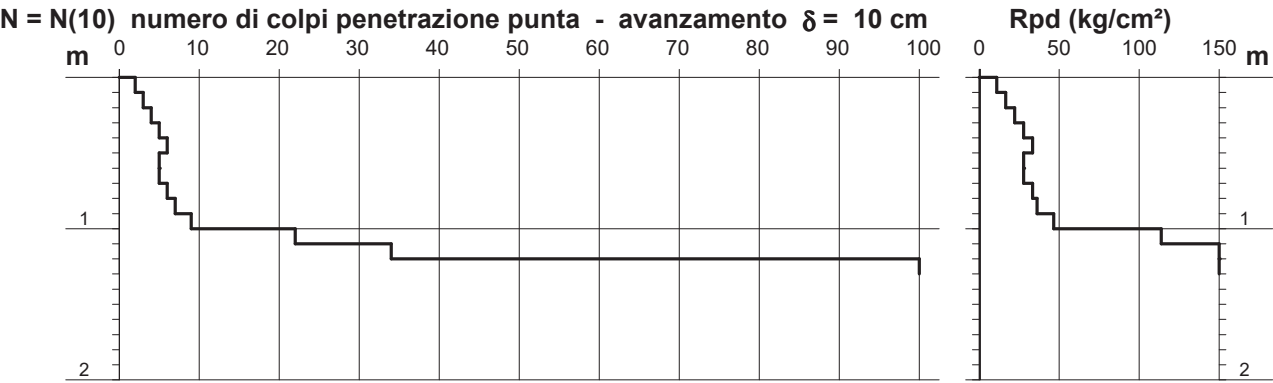 N = N(10) numero di colpi penetrazione punta - avanzamento δ = 10 cm
Rpd (kg/cm²)
m 0 10 20 30 40 50 60 70 80 90 100
0 50 100 150 m
1
1
2
2